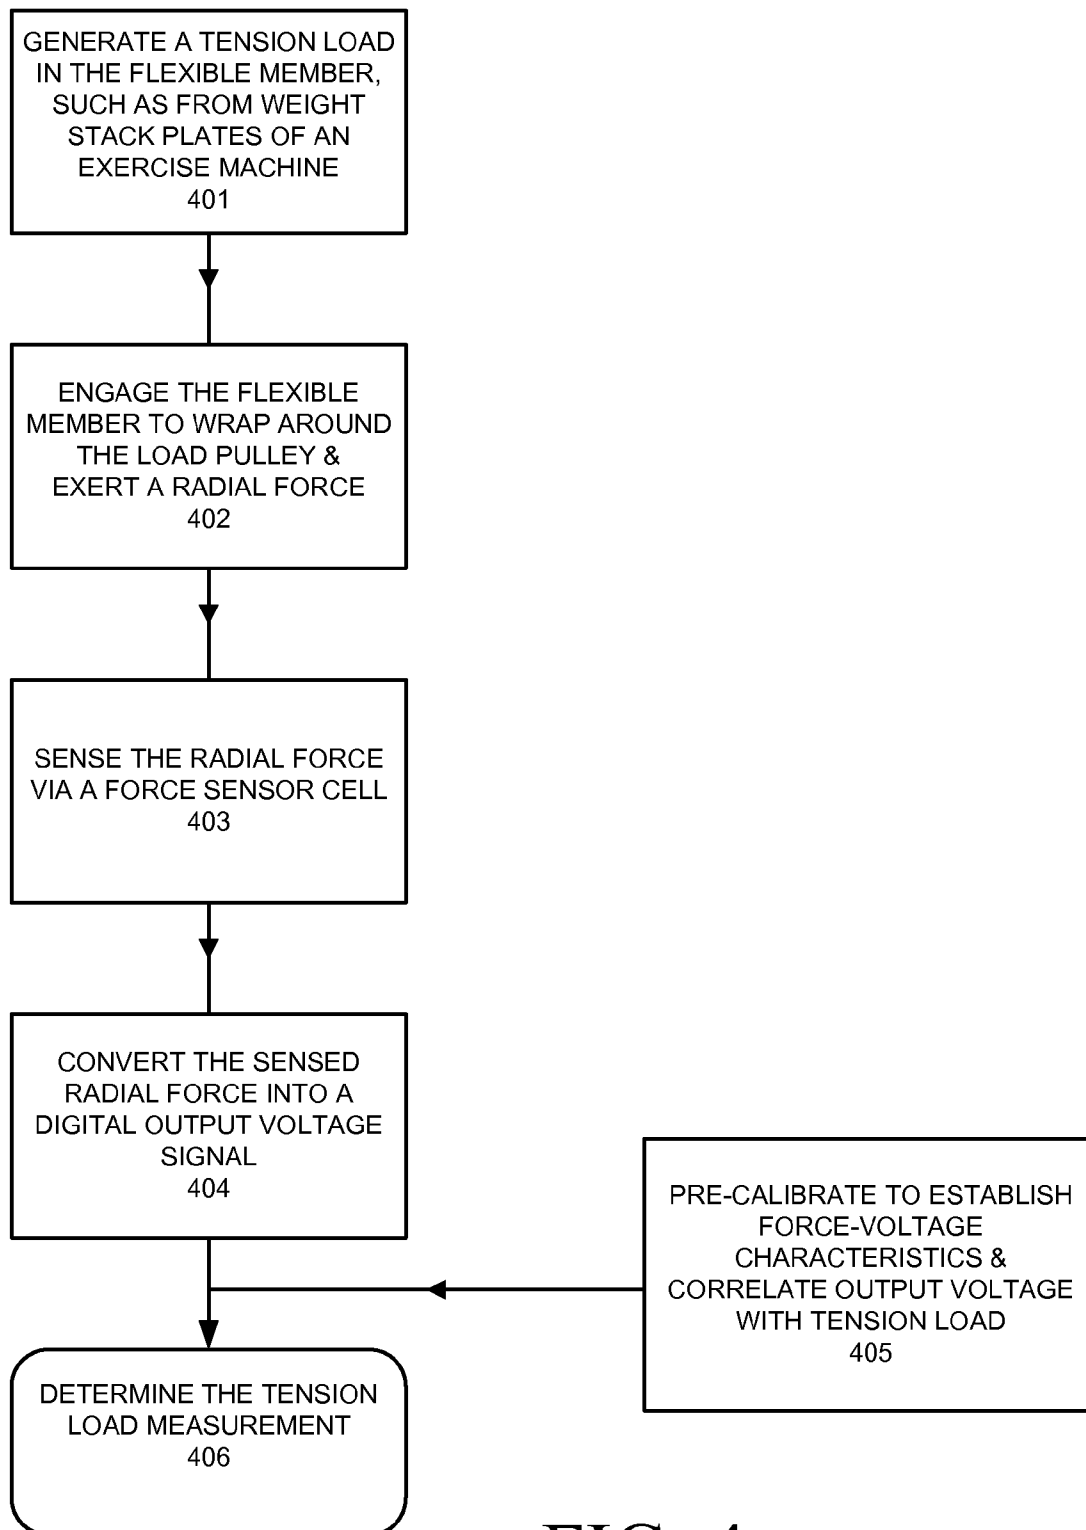 GENERATE A TENSION LOAD
IN THE FLEXIBLE MEMBER,
SUCH AS FROM WEIGHT
STACK PLATES OF AN
EXERCISE MACHINE
401
ENGAGE THE FLEXIBLE
MEMBER TO WRAP AROUND
THE LOAD PULLEY &
EXERT A RADIAL FORCE
402
SENSE THE RADIAL FORCE
VIA A FORCE SENSOR CELL
403
CONVERT THE SENSED
RADIAL FORCE INTO A
DIGITAL OUTPUT VOLTAGE
SIGNAL
404
PRE-CALIBRATE TO ESTABLISH
FORCE-VOLTAGE
CHARACTERISTICS &
CORRELATE OUTPUT VOLTAGE
WITH TENSION LOAD
405
DETERMINE THE TENSION
LOAD MEASUREMENT
406
FIG. 4